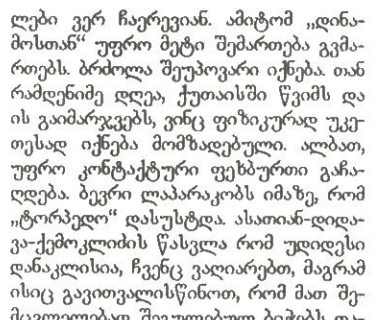 ლები ვერ ჩაერევიან. ამიტომ „დინა-
მოსთან“ უფრო მეტი შემართება გვმა-
რთებს. ბრძოლა შეუპოვარი იქნება. თან
რამდენიმე დღეა, ქუთაისში წვიმს და
ის გაიმარჯვებს, ვინც ფიზიკურად უკე-
თესად იქნება მომზადებული. ალბათ,
უფრო კონტაქტური ფეხბურთი გაჩა-
ღდება. ბევრი ლაპარაკობს იმაზე, რომ
„ტორპედო“ დასუსტდა. ასათიან-დიდა-
ვა-ქემოკლიძის წასვლა რომ უდიდესი
დანაკლისია, ჩვენც ვაღიარებთ, მაგრამ
ისიც გავითვალისწინოთ, რომ მათ შე-